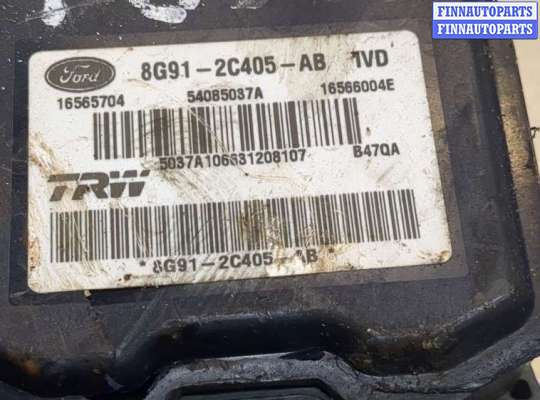 FINNAUTOPARTS
FINNAUTOPARTS
Ford 8G91-2C405-AB 1VD
16565704 54085037A 16566004E
5037A106631208107 B47QA
TRW
*8G91-2C405-AB*